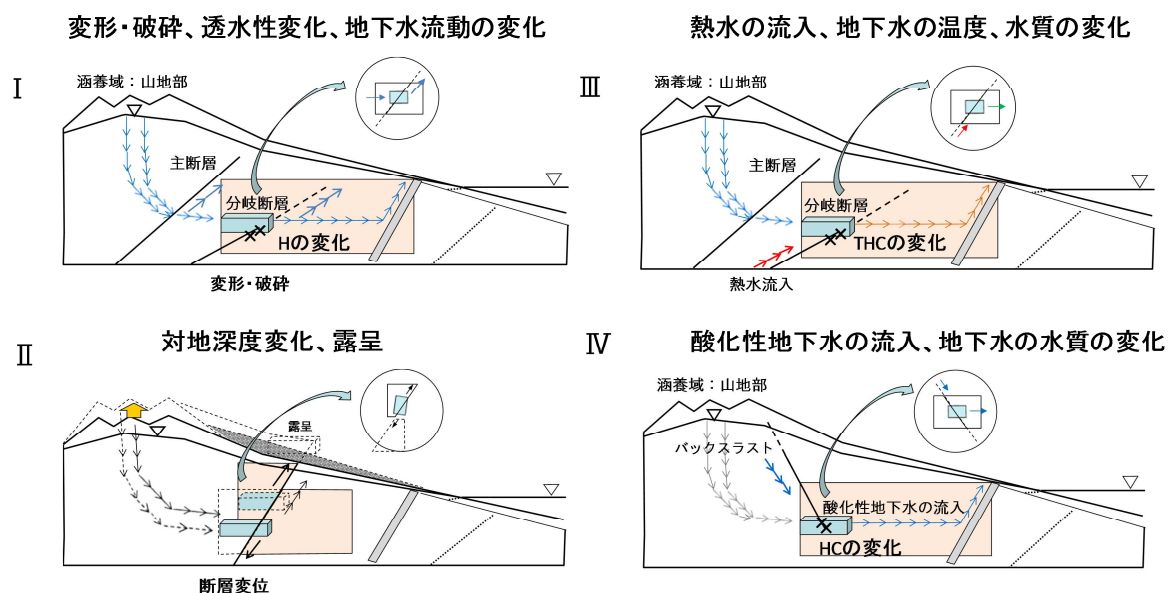 変形・破砕、透水性変化、地下水流動の変化
Ⅰ
涵養域：山地部
主断層
分岐断層
Hの変化
変形・破砕
熱水の流入、地下水の温度、水質の変化
Ⅲ
涵養域：山地部
主断層
分岐断層
THCの変化
熱水流入
対地深度変化、露呈
Ⅱ
露呈
断層変位
酸化性地下水の流入、地下水の水質の変化
Ⅳ
涵養域：山地部
バックスラスト
酸化性地下水の流入
HCの変化